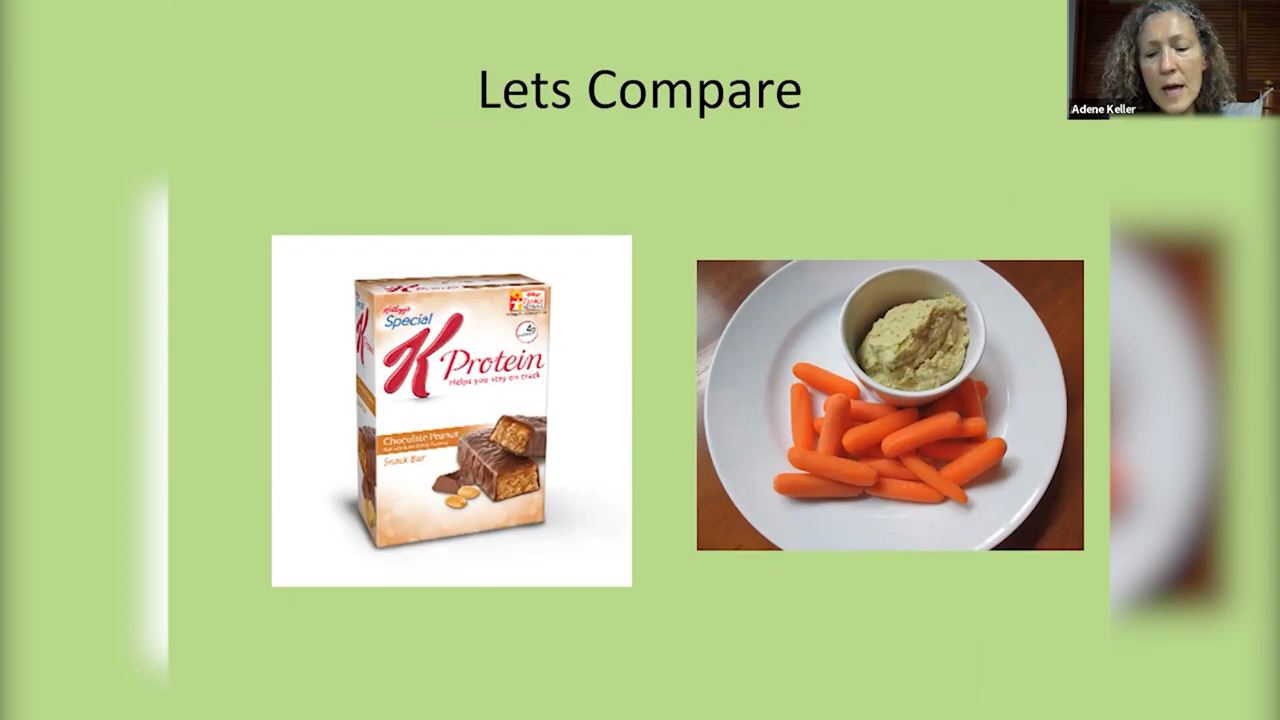 Lets Compare
Adene Keller
Kellogg's
Special
K Protein
Helps you stay on track
Chocolate Peanut
Snack Bar